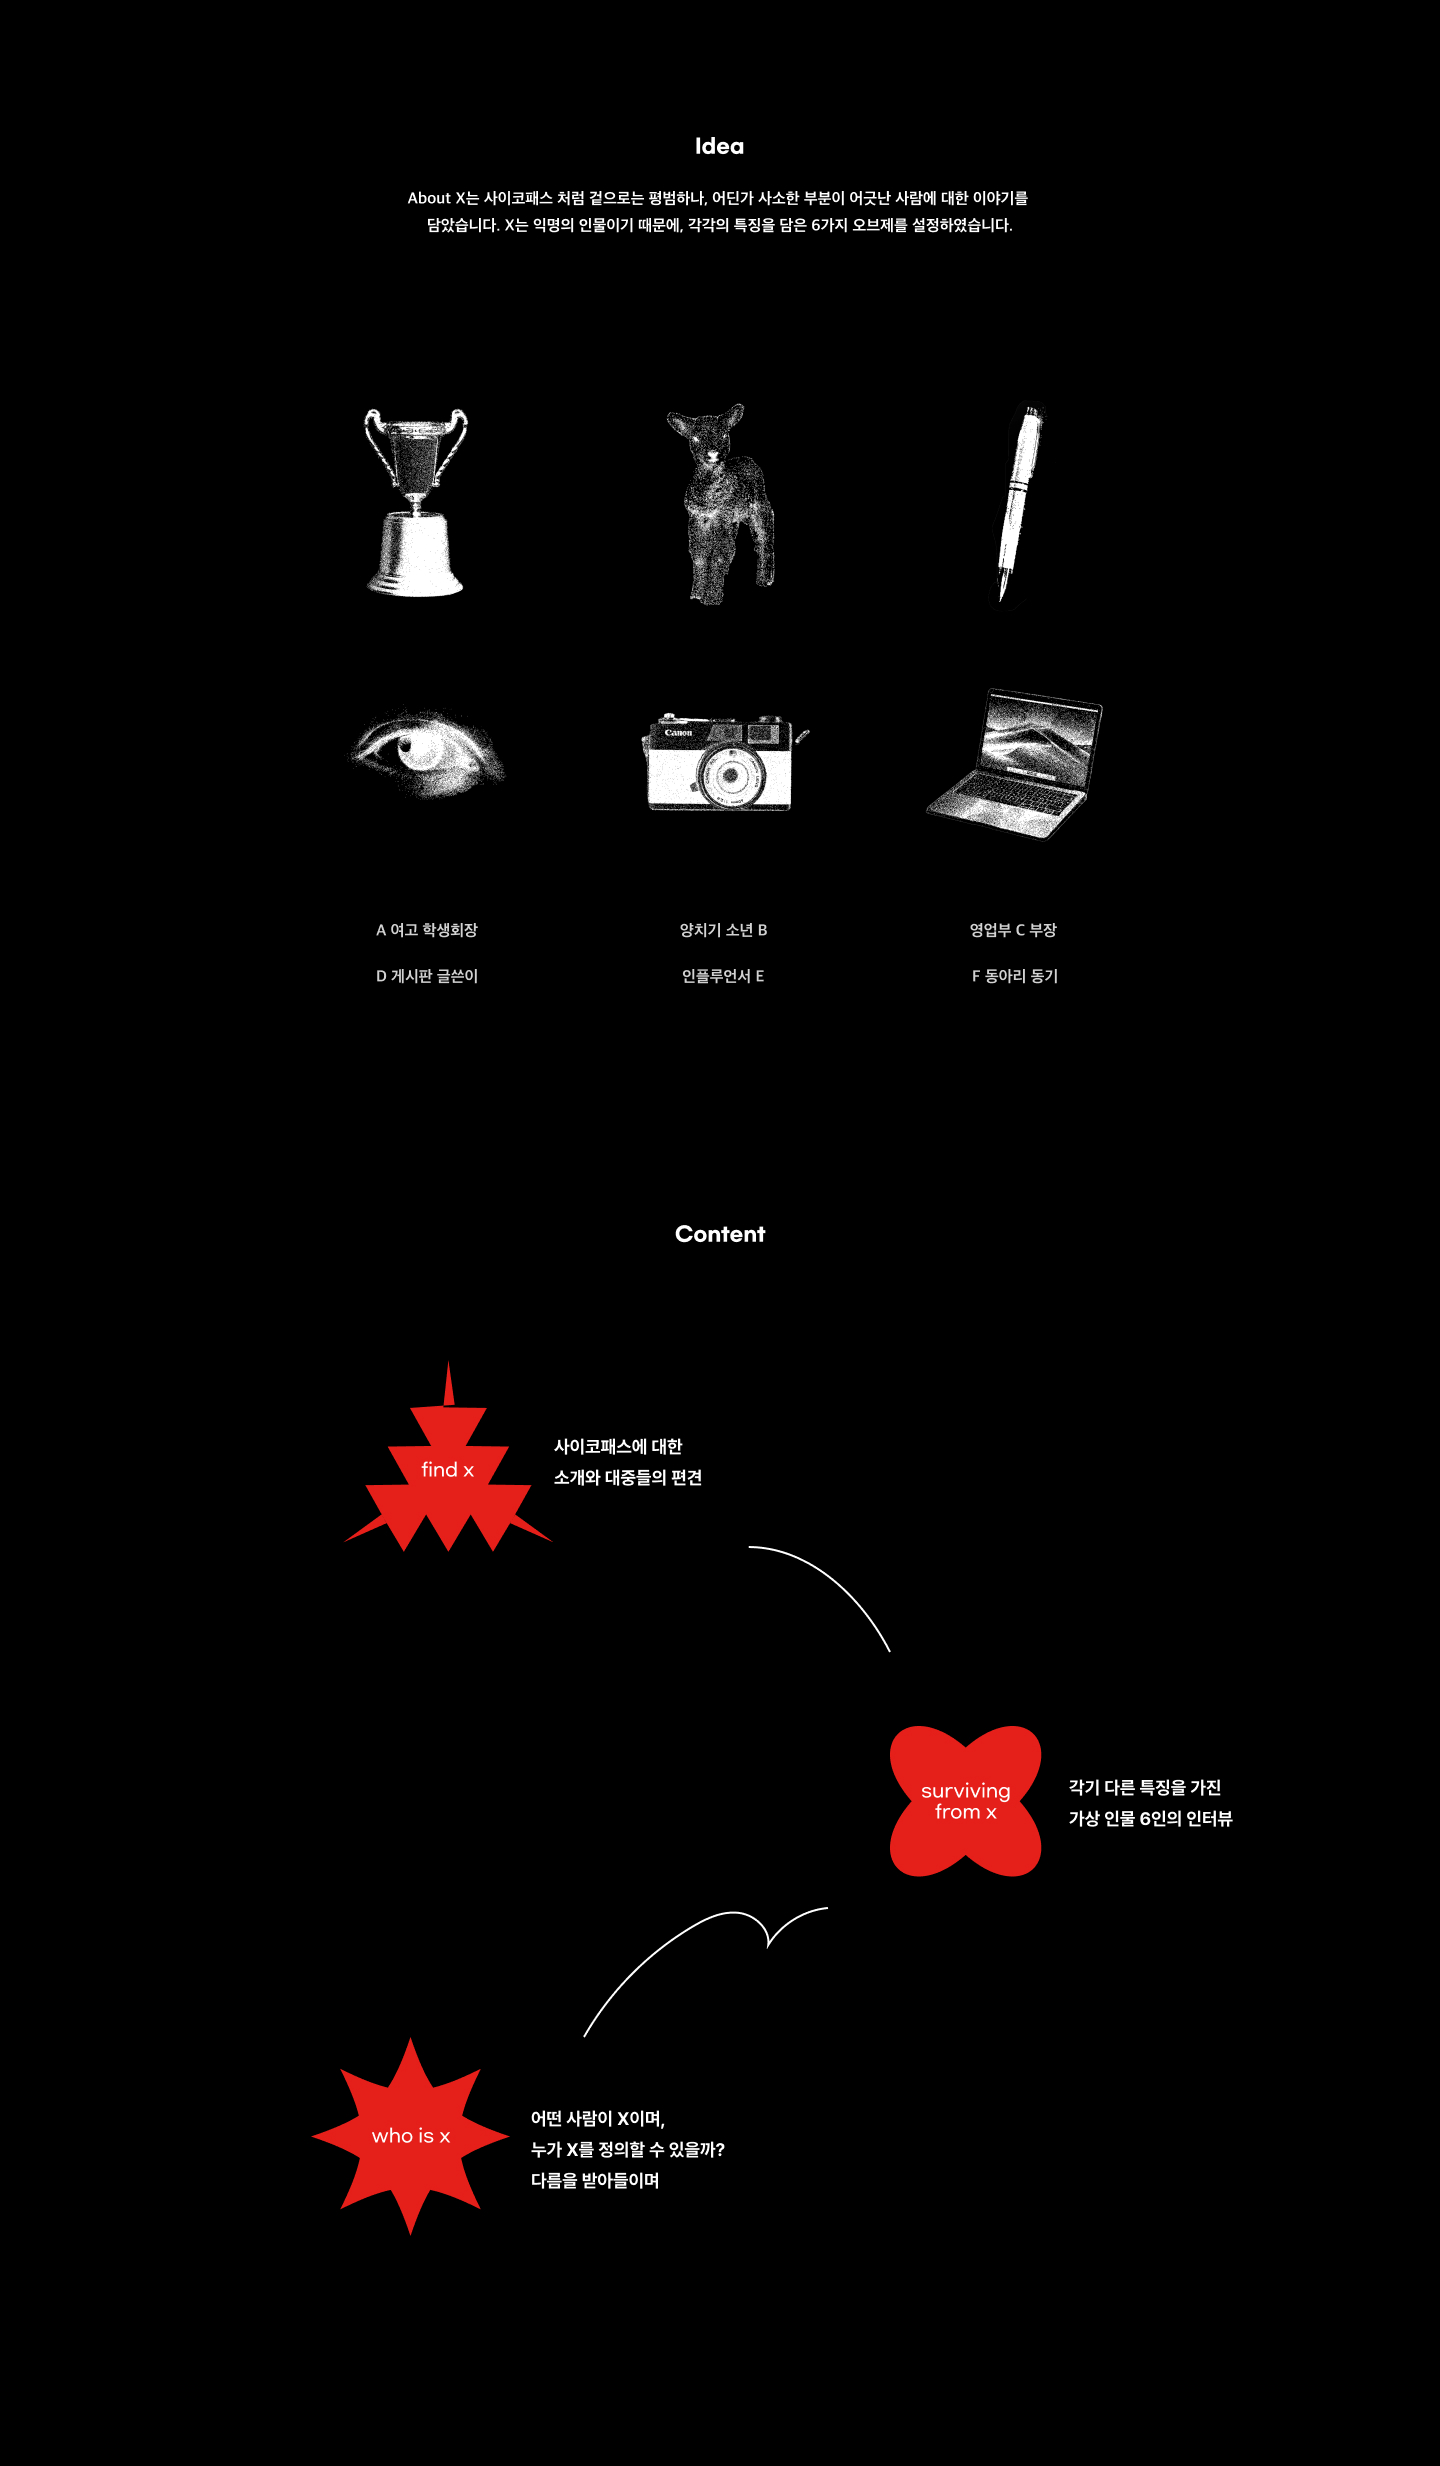 Idea
About X는 사이코패스 처럼 겉으로는 평범하나, 어딘가 사소한 부분이 어긋난 사람에 대한 이야기를
담았습니다. X는 익명의 인물이기 때문에, 각각의 특징을 담은 6가지 오브제를 설정하였습니다.
Canon
A 여고 학생회장
양치기 소년 B
영업부 C 부장
D 게시판 글쓴이
인플루언서 E
F 동아리 동기
Content
find x
사이코패스에 대한
소개와 대중들의 편견
surviving
from x
각기 다른 특징을 가진
가상 인물 6인의 인터뷰
who is x
어떤 사람이 X이며,
누가 X를 정의할 수 있을까?
다름을 받아들이며